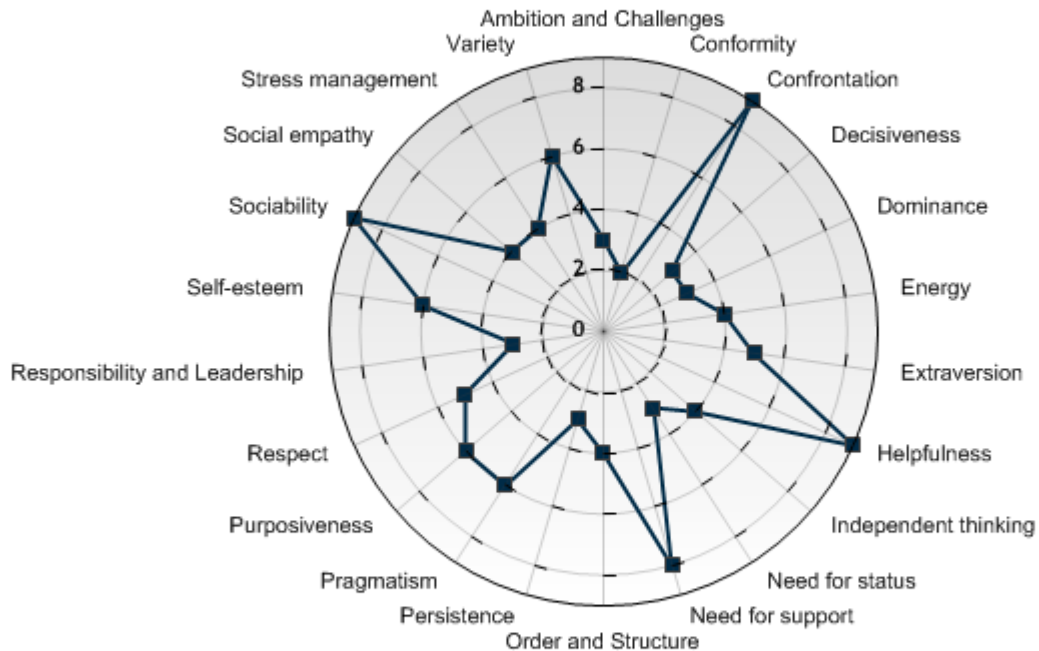 Ambition and Challenges
Conformity
Confrontation
Decisiveness
Dominance
Energy
Extraversion
Helpfulness
Independent thinking
Need for status
Need for support
Order and Structure
Persistence
Pragmatism
Purposiveness
Respect
Responsibility and Leadership
Self-esteem
Sociability
Social empathy
Stress management
Variety
8
6
4
2
0